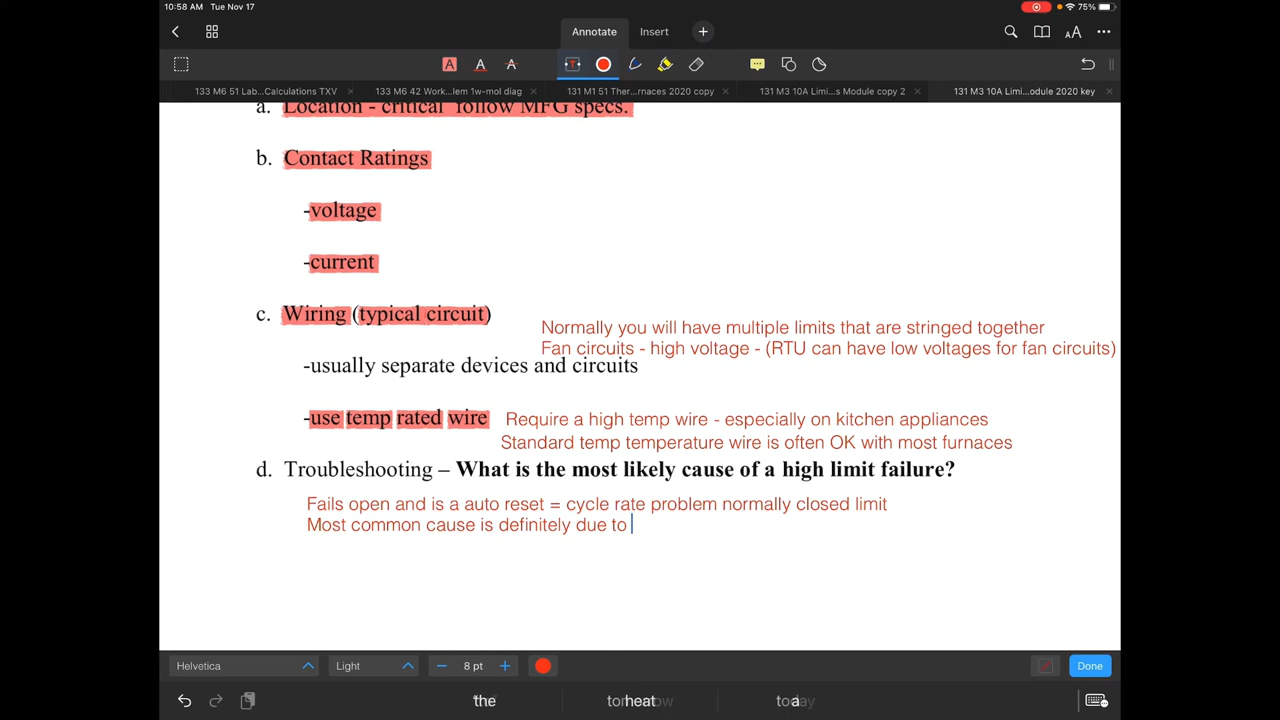 10:58 AM Tue Nov 17
75%
Annotate Insert
133 M6 51 Lab...Calculations TXV
133 M6 42 Work...lem 1w-mol diag
131 M1 51 Ther...rnaces 2020 copy
131 M3 10A Limi...s Module copy 2
131 M3 10A Limi...odule 2020 key
a. Location - critical follow MFG specs.
b. Contact Ratings
-voltage
-current
c. Wiring (typical circuit)
Normally you will have multiple limits that are stringed together
Fan circuits - high voltage - (RTU can have low voltages for fan circuits)
-usually separate devices and circuits
-use temp rated wire
Require a high temp wire - especially on kitchen appliances
Standard temp temperature wire is often OK with most furnaces
d. Troubleshooting – What is the most likely cause of a high limit failure?
Fails open and is a auto reset = cycle rate problem normally closed limit
Most common cause is definitely due to
Helvetica Light 8 pt Done
the